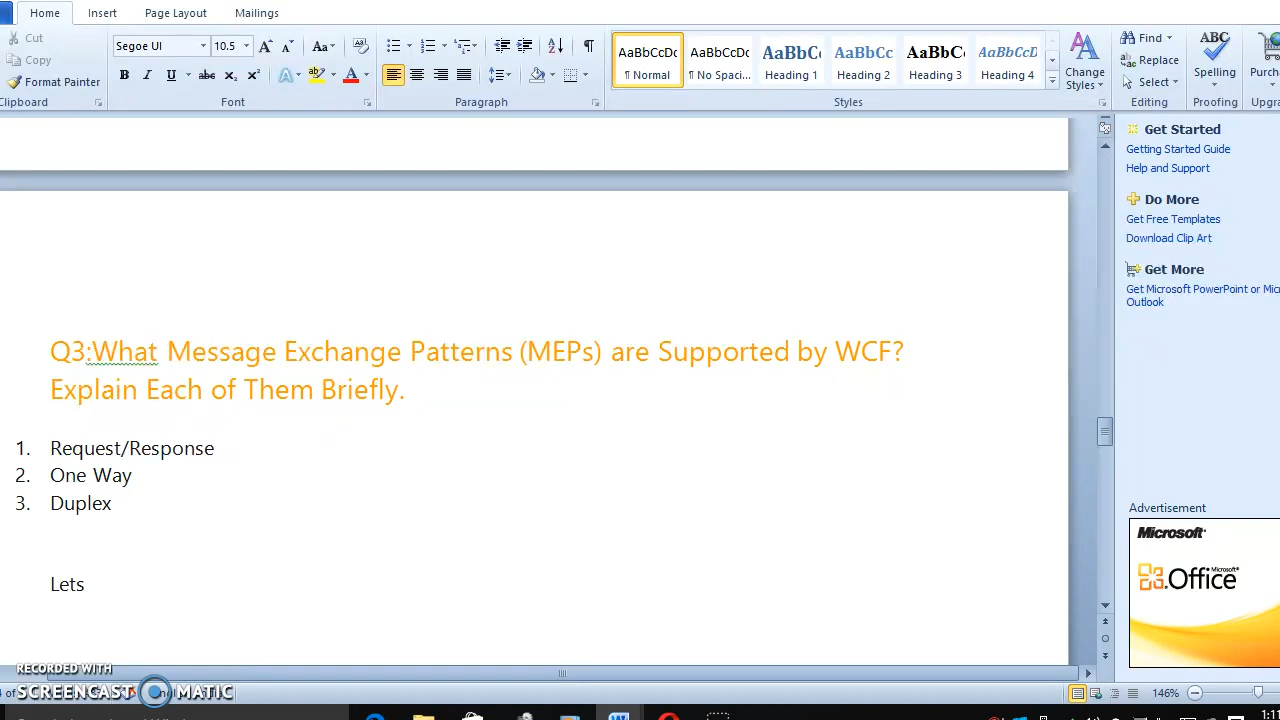 Home Insert Page Layout Mailings
Cut
Copy
Format Painter
Clipboard
Segoe UI 10.5
Font
Paragraph
AaBbCcDc AaBbCcDc AaBbCc AaBbCc AaBbCc AaBbCcD
¶ Normal ¶ No Spaci... Heading 1 Heading 2 Heading 3 Heading 4
Change Styles
Styles
Find
Replace
Select
Editing
ABC
Spelling
Proofing
Get Started
Getting Started Guide
Help and Support
Do More
Get Free Templates
Download Clip Art
Get More
Get Microsoft PowerPoint or
Outlook
Q3:What Message Exchange Patterns (MEPs) are Supported by WCF?
Explain Each of Them Briefly.
1. Request/Response
2. One Way
3. Duplex
Lets
Advertisement
Microsoft
Microsoft
Office
RECORDED WITH
SCREENCAST MATIC
146%